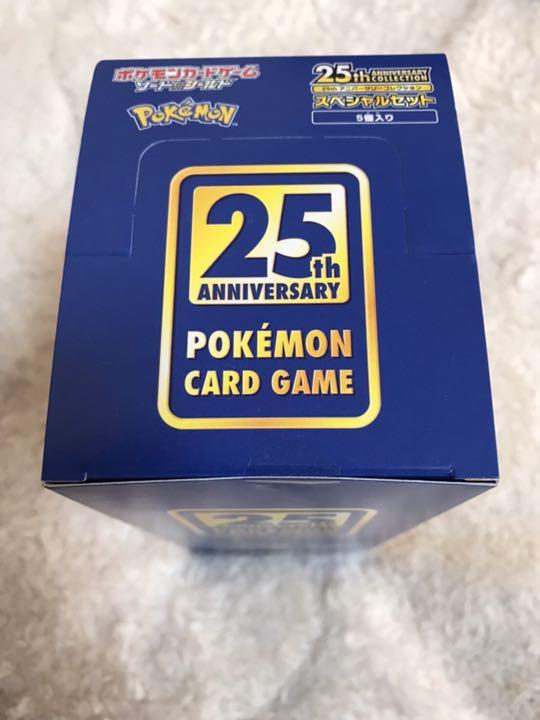 ポケモンカードゲーム
ソード&シールド
POKÉMON
25th ANNIVERSARY COLLECTION
25th アニバーサリーコレクション
スペシャルセット
5個入り
25th
ANNIVERSARY
POKÉMON
CARD GAME
25